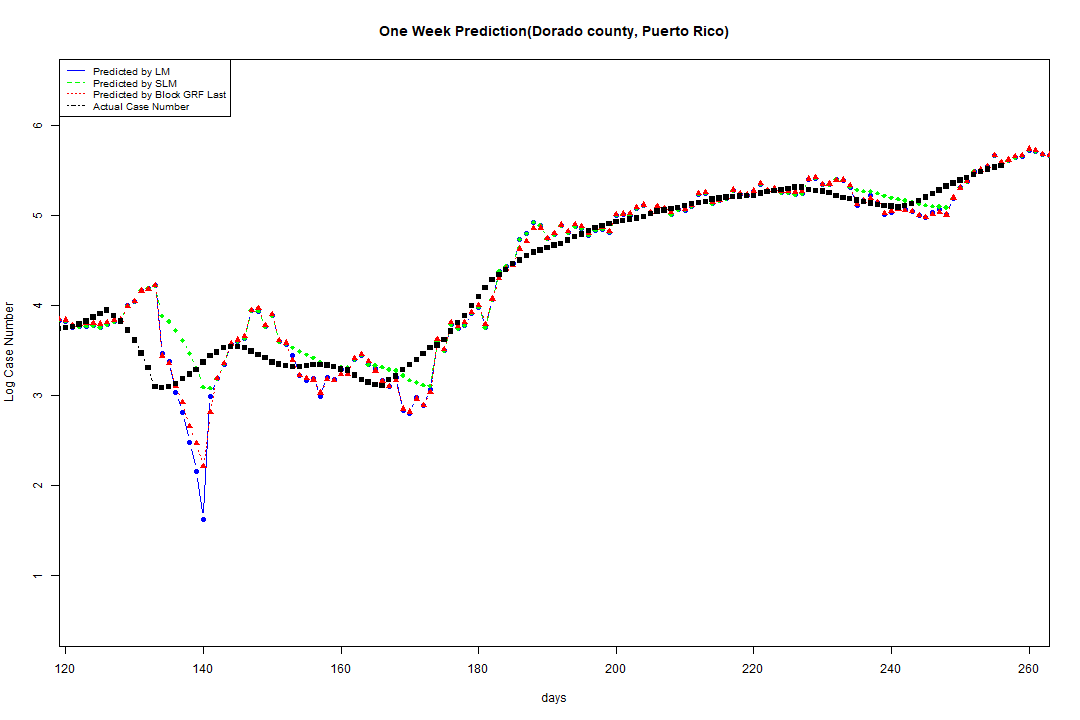 One Week Prediction(Dorado county, Puerto Rico)
Predicted by LM
Predicted by SLM
Predicted by Block GRF Last
Actual Case Number
6
5
4
3
2
1
Log Case Number
120 140 160 180 200 220 240 260
days